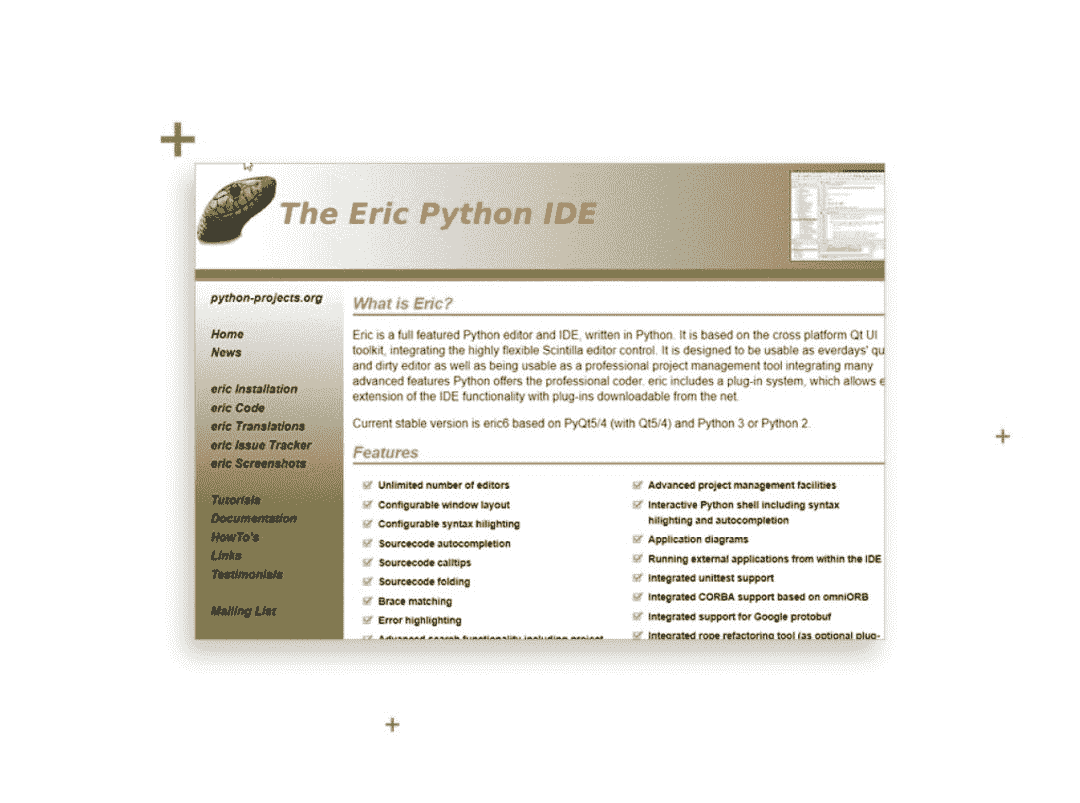 The Eric Python IDE
python-projects.org
Home
News
eric Installation
eric Code
eric Translations
eric Issue Tracker
eric Screenshots
Tutorials
Documentation
HowTo's
Links
Testimonials
Mailing List
What is Eric?
Eric is a full featured Python editor and IDE, written in Python. It is based on the cross platform Qt UI
toolkit, integrating the highly flexible Scintilla editor control. It is designed to be usable as everdays' qu
and dirty editor as well as being usable as a professional project management tool integrating many
advanced features Python offers the professional coder. eric includes a plug-in system, which allows e
extension of the IDE functionality with plug-ins downloadable from the net.
Current stable version is eric6 based on PyQt5/4 (with Qt5/4) and Python 3 or Python 2.
Features
Unlimited number of editors
Configurable window layout
Configurable syntax hilighting
Sourcecode autocompletion
Sourcecode calltips
Sourcecode folding
Brace matching
Error highlighting
Advanced search functionality including project
Advanced project management facilities
Interactive Python shell including syntax
hilighting and autocompletion
Application diagrams
Running external applications from within the IDE
Integrated unittest support
Integrated CORBA support based on omniORB
Integrated support for Google protobuf
Integrated rope refactoring tool (as optional plug-